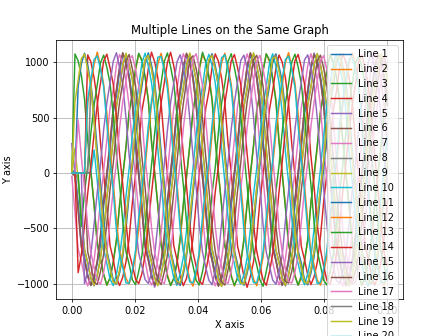 Multiple Lines on the Same Graph
Y axis
1000
500
0
−500
−1000
0.00
0.02
0.04
0.06
X axis
Line 1
Line 2
Line 3
Line 4
Line 5
Line 6
Line 7
Line 8
Line 9
Line 10
Line 11
Line 12
Line 13
Line 14
Line 15
Line 16
Line 17
Line 18
Line 19
Line 20